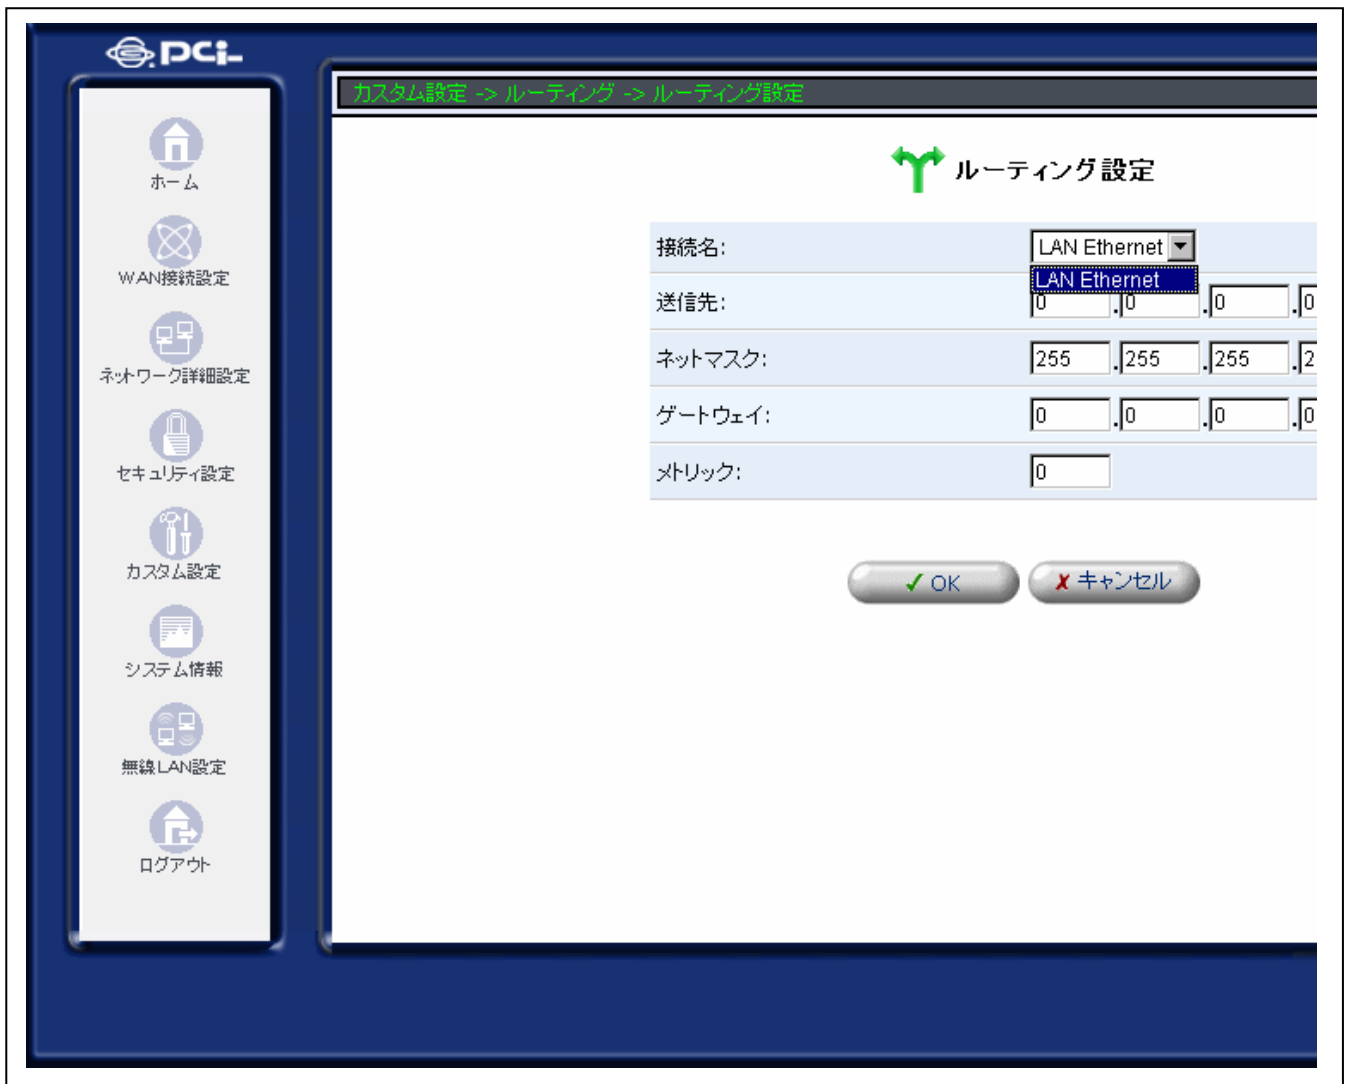 PCi
カスタム設定 -> ルーティング -> ルーティング設定
ホーム
WAN接続設定
ネットワーク詳細設定
セキュリティ設定
カスタム設定
システム情報
無線LAN設定
ログアウト
ルーティング設定
接続名: LAN Ethernet
LAN Ethernet
送信先: 0 .0 .0 .0
ネットマスク: 255 .255 .255 .2
ゲートウェイ: 0 .0 .0 .0
メトリック: 0
OK キャンセル